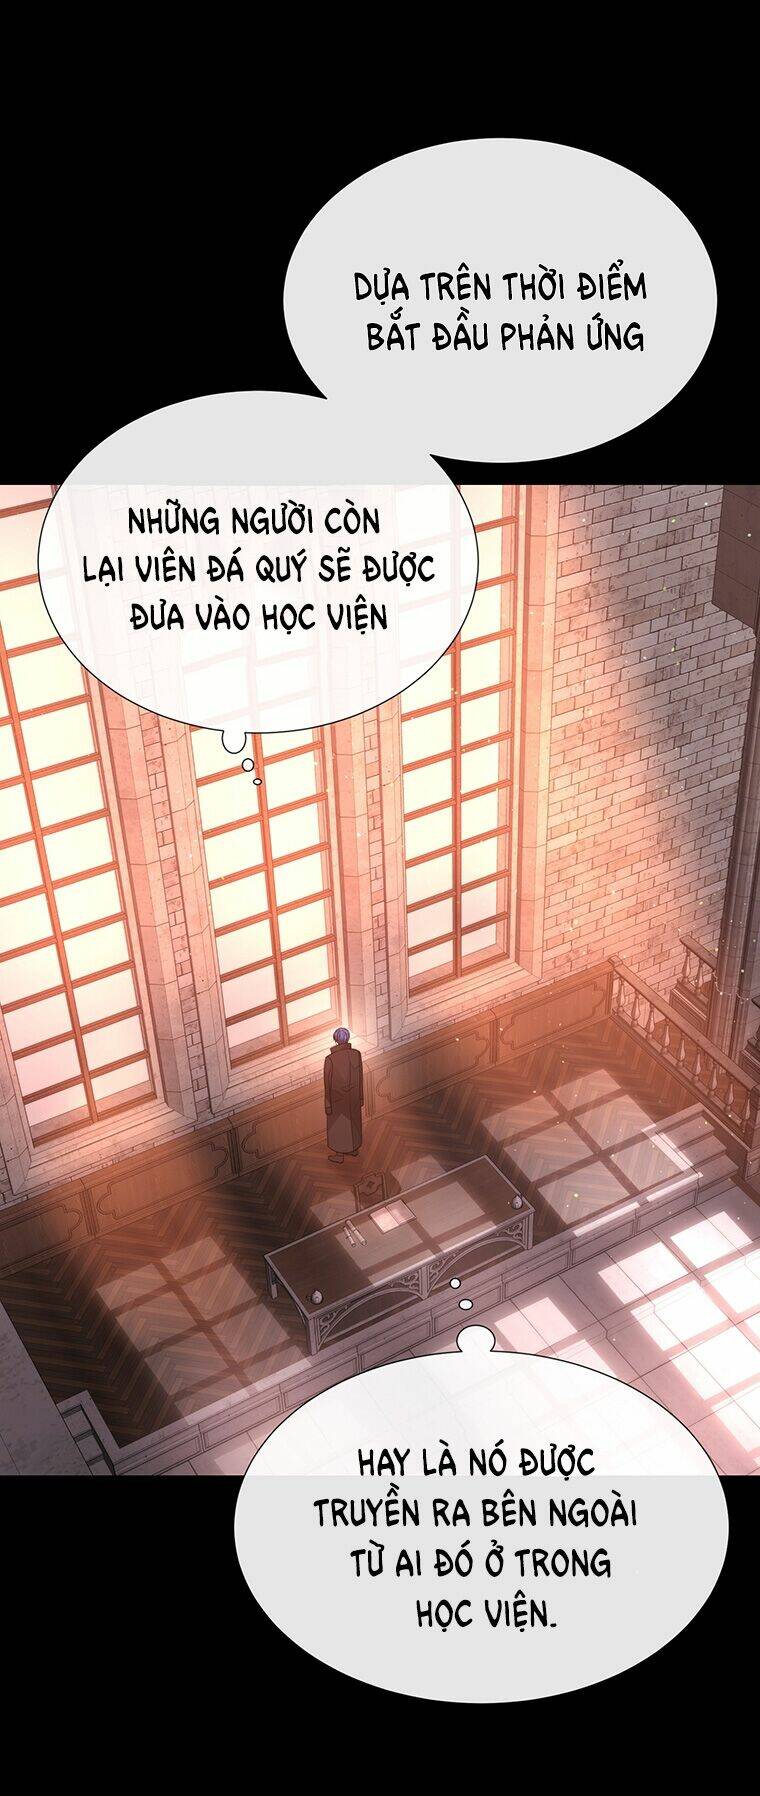 DỰA TRÊN THỜI ĐIỂM
BẮT ĐẦU PHẢN ỨNG
NHỮNG NGƯỜI CÒN
LẠI VIÊN ĐÁ QUÝ SẼ ĐƯỢC
ĐƯA VÀO HỌC VIỆN
HAY LÀ NÓ ĐƯỢC
TRUYỀN RA BÊN NGOÀI
TỪ AI ĐÓ Ở TRONG
HỌC VIỆN.